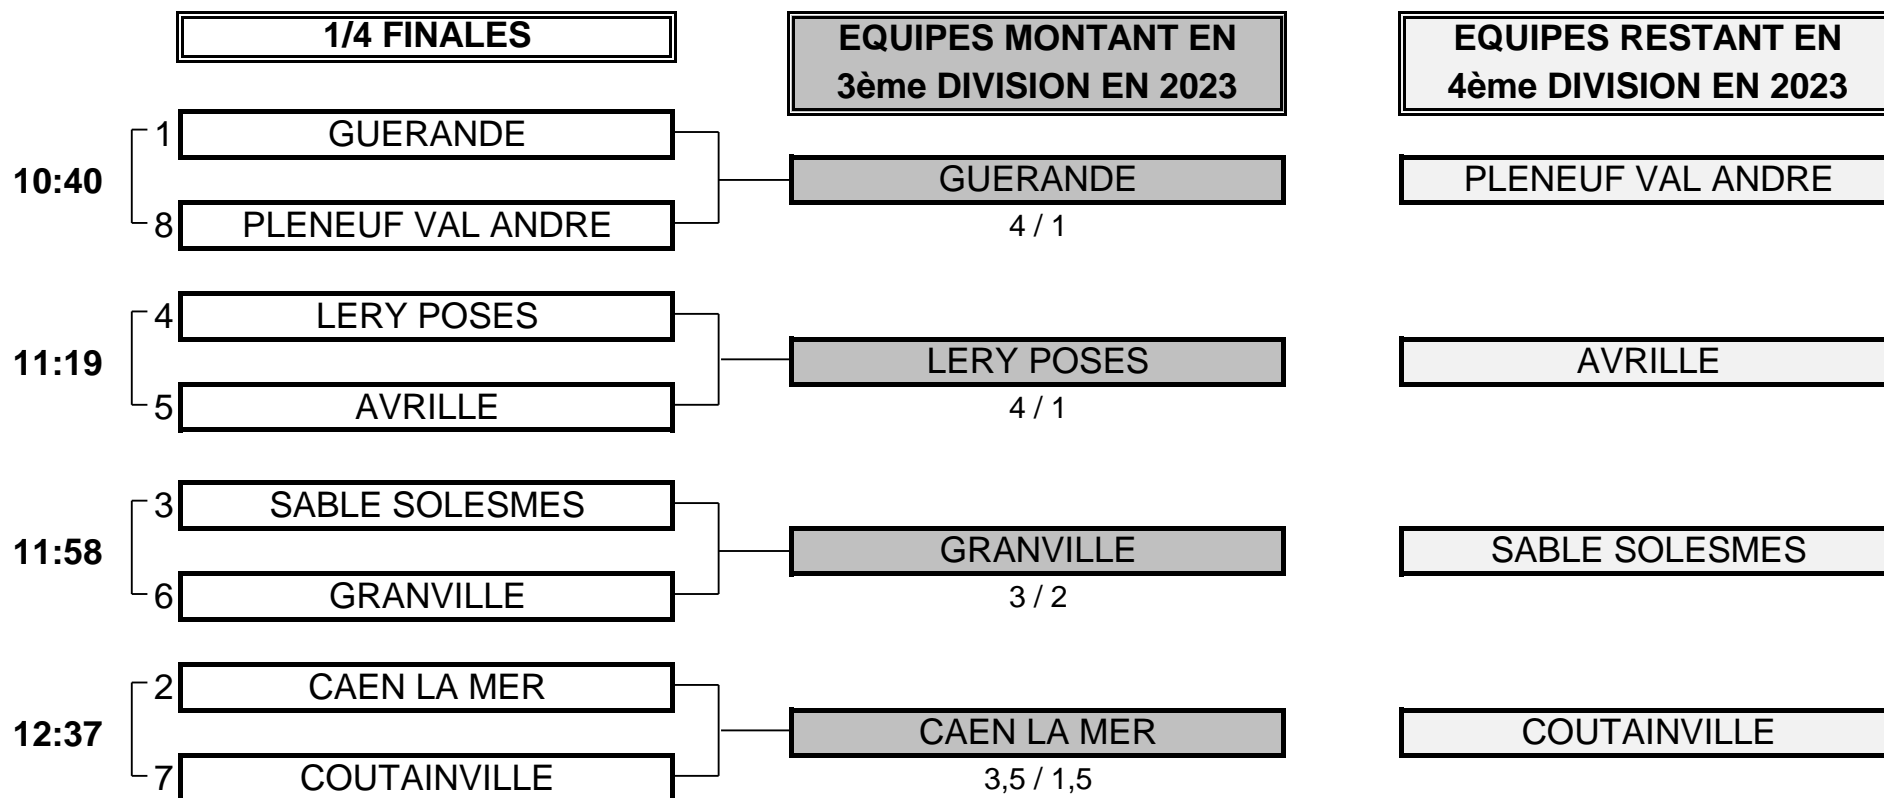 1/4 FINALES
EQUIPES MONTANT EN
3ème DIVISION EN 2023
EQUIPES RESTANT EN
4ème DIVISION EN 2023
1 GUERANDE
10:40 GUERANDE PLENEUF VAL ANDRE
8 PLENEUF VAL ANDRE 4 / 1
4 LERY POSES
11:19 LERY POSES AVRILLE
5 AVRILLE 4 / 1
3 SABLE SOLESMES
11:58 GRANVILLE SABLE SOLESMES
6 GRANVILLE 3 / 2
2 CAEN LA MER
12:37 CAEN LA MER COUTAINVILLE
7 COUTAINVILLE 3,5 / 1,5